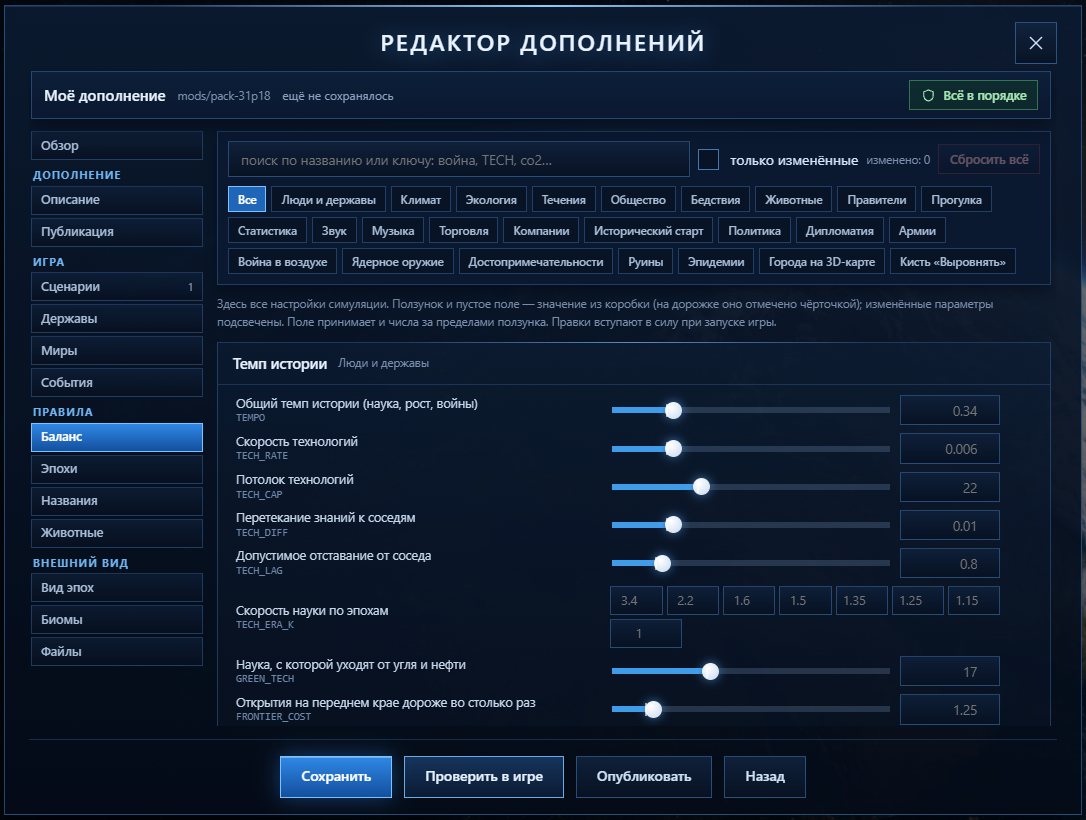 РЕДАКТОР ДОПОЛНЕНИЙ
Моё дополнение mods/pack-31p18 ещё не сохранялось
Всё в порядке
Обзор
ДОПОЛНЕНИЕ
Описание
Публикация
ИГРА
Сценарии 1
Державы
Миры
События
ПРАВИЛА
Баланс
Эпохи
Названия
Животные
ВНЕШНИЙ ВИД
Вид эпох
Биомы
Файлы
поиск по названию или ключу: война, TECH, co2...
только изменённые изменено: 0 Сбросить всё
Все Люди и державы Климат Экология Течения Общество Бедствия Животные Правители Прогулка
Статистика Звук Музыка Торговля Компании Исторический старт Политика Дипломатия Армии
Война в воздухе Ядерное оружие Достопримечательности Руины Эпидемии Города на 3D-карте Кисть «Выровнять»
Здесь все настройки симуляции. Ползунок и пустое поле — значение из коробки (на дорожке оно отмечено чёрточкой); изменённые параметры
подсвечены. Поле принимает и числа за пределами ползунка. Правки вступают в силу при запуске игры.
Темп истории Люди и державы
Общий темп истории (наука, рост, войны)
TEMPO
0.34
Скорость технологий
TECH_RATE
0.006
Потолок технологий
TECH_CAP
22
Перетекание знаний к соседям
TECH_DIFF
0.01
Допустимое отставание от соседа
TECH_LAG
0.8
Скорость науки по эпохам
TECH_ERA_K
3.4 2.2 1.6 1.5 1.35 1.25 1.15
1
Наука, с которой уходят от угля и нефти
GREEN_TECH
17
Открытия на переднем крае дороже во столько раз
FRONTIER_COST
1.25
Сохранить Проверить в игре Опубликовать Назад